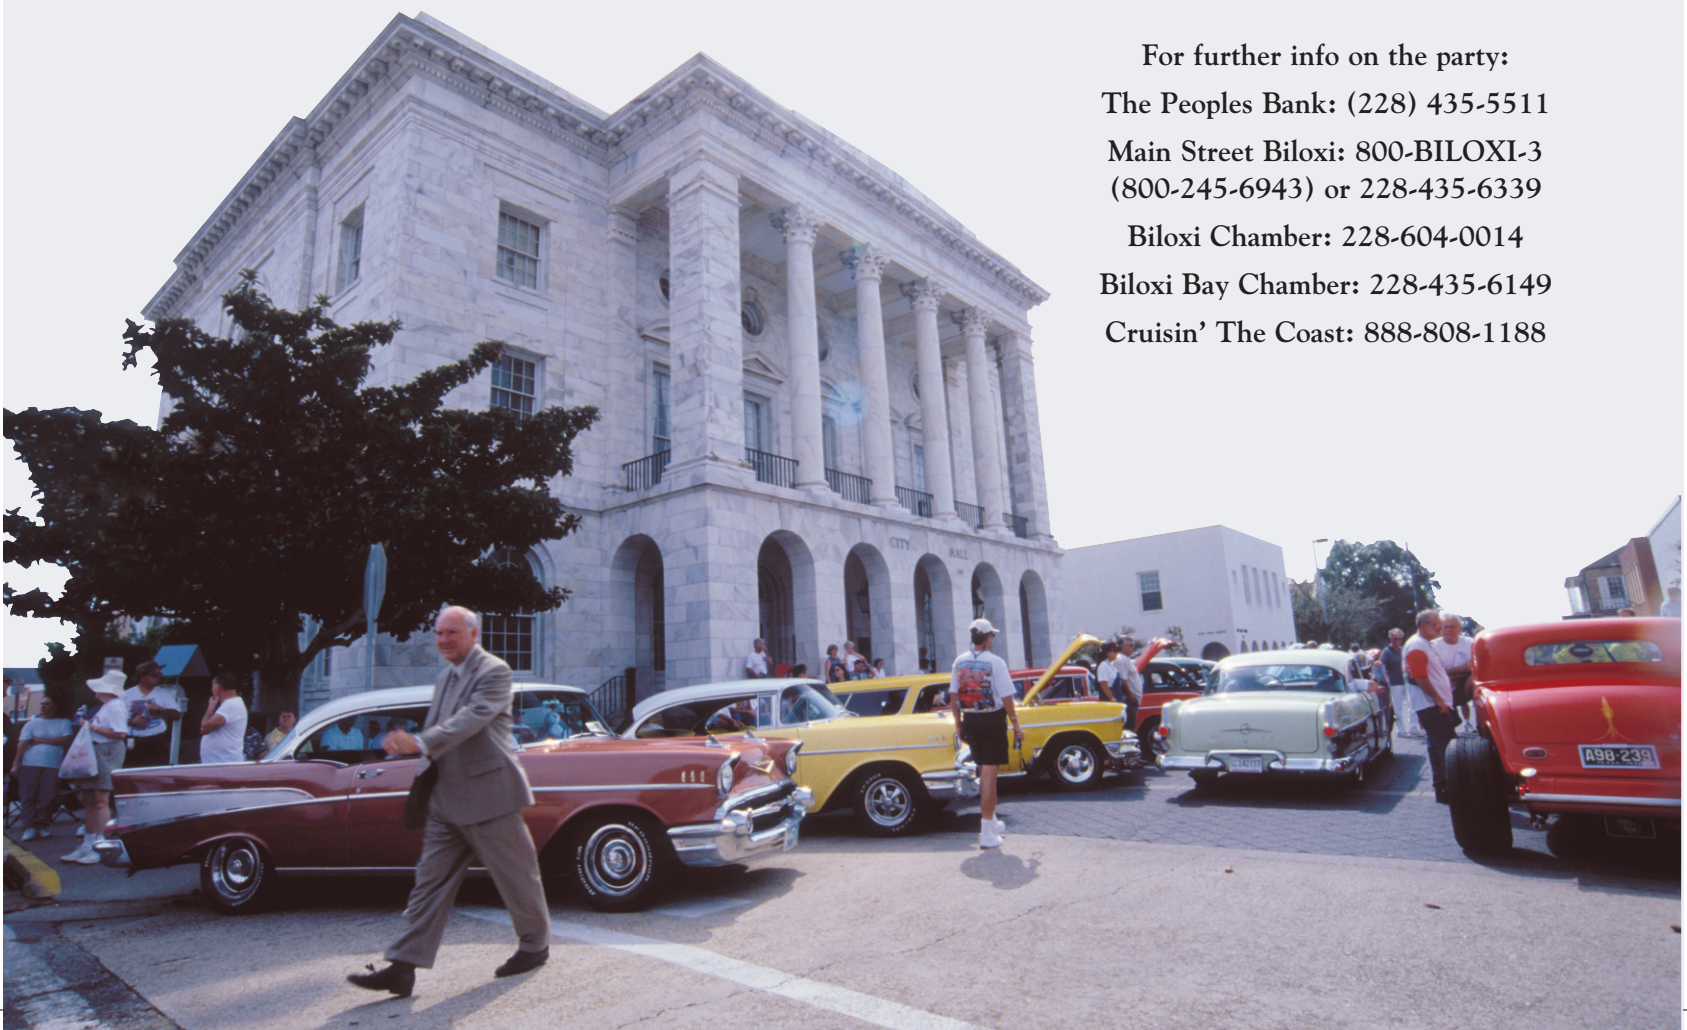 For further info on the party:
The Peoples Bank: (228) 435-5511
Main Street Biloxi: 800-BILOXI-3
(800-245-6943) or 228-435-6339
Biloxi Chamber: 228-604-0014
Biloxi Bay Chamber: 228-435-6149
Cruisin’ The Coast: 888-808-1188
CITY HALL
A98-239